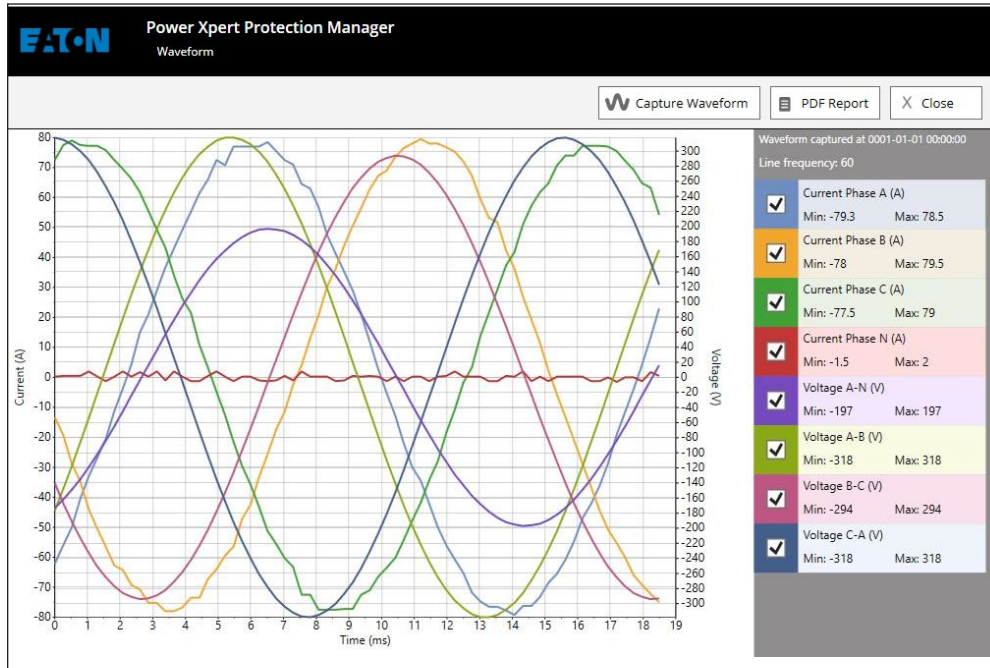 EATON
Power Xpert Protection Manager
Waveform
Capture Waveform
PDF Report
X Close
80
70
60
50
40
30
20
10
0
-10
-20
-30
-40
-50
-60
-70
-80
Current (A)
300
280
260
240
220
200
180
160
140
120
100
80
60
40
20
0
-20
-40
-60
-80
-100
-120
-140
-160
-180
-200
-220
-240
-260
-280
-300
Voltage (V)
0 1 2 3 4 5 6 7 8 9 10 11 12 13 14 15 16 17 18 19
Time (ms)
Waveform captured at 0001-01-01 00:00:00
Line frequency: 60
Current Phase A (A)
Min: -79.3 Max: 78.5
Current Phase B (A)
Min: -78 Max: 79.5
Current Phase C (A)
Min: -77.5 Max: 79
Current Phase N (A)
Min: -1.5 Max: 2
Voltage A-N (V)
Min: -197 Max: 197
Voltage A-B (V)
Min: -318 Max: 318
Voltage B-C (V)
Min: -294 Max: 294
Voltage C-A (V)
Min: -318 Max: 318